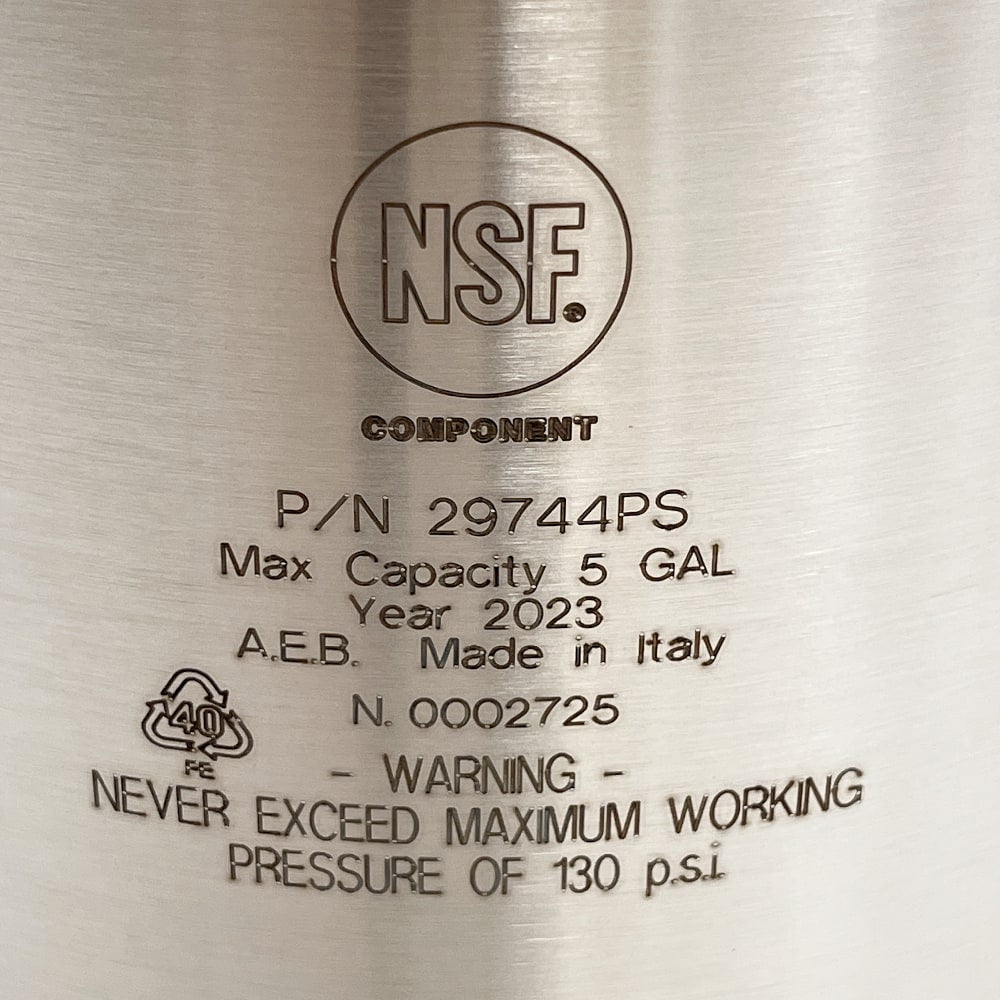 NSF.®
COMPONENT
P/N 29744PS
Max Capacity 5 GAL
Year 2023
A.E.B. Made in Italy
N. 0002725
40
FE
- WARNING -
NEVER EXCEED MAXIMUM WORKING
PRESSURE OF 130 p.s.i.